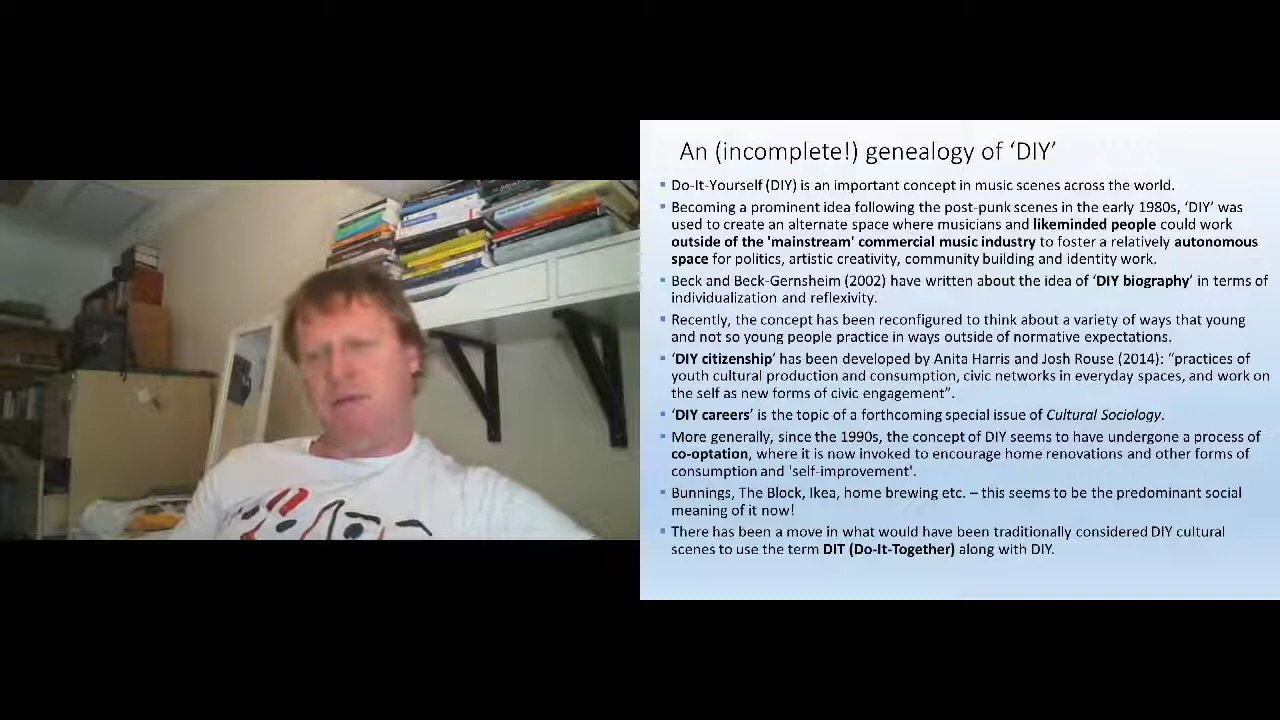 An (incomplete!) genealogy of ‘DIY’
▪ Do-It-Yourself (DIY) is an important concept in music scenes across the world.
▪ Becoming a prominent idea following the post-punk scenes in the early 1980s, ‘DIY’ was
used to create an alternate space where musicians and likeminded people could work
outside of the 'mainstream' commercial music industry to foster a relatively autonomous
space for politics, artistic creativity, community building and identity work.
▪ Beck and Beck-Gernsheim (2002) have written about the idea of ‘DIY biography’ in terms of
individualization and reflexivity.
▪ Recently, the concept has been reconfigured to think about a variety of ways that young
and not so young people practice in ways outside of normative expectations.
▪ ‘DIY citizenship’ has been developed by Anita Harris and Josh Rouse (2014): “practices of
youth cultural production and consumption, civic networks in everyday spaces, and work on
the self as new forms of civic engagement”.
▪ ‘DIY careers’ is the topic of a forthcoming special issue of Cultural Sociology.
▪ More generally, since the 1990s, the concept of DIY seems to have undergone a process of
co-optation, where it is now invoked to encourage home renovations and other forms of
consumption and 'self-improvement'.
▪ Bunnings, The Block, Ikea, home brewing etc. – this seems to be the predominant social
meaning of it now!
▪ There has been a move in what would have been traditionally considered DIY cultural
scenes to use the term DIT (Do-It-Together) along with DIY.